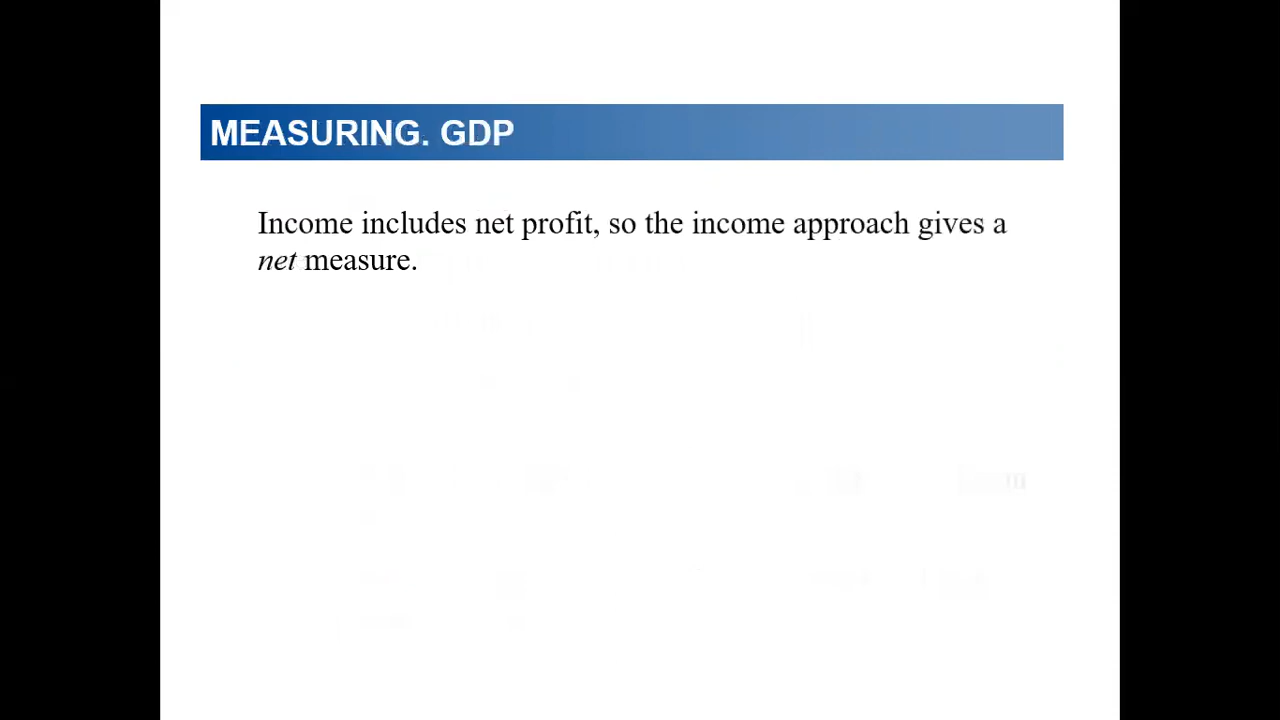 MEASURING. GDP
Income includes net profit, so the income approach gives a
net measure.